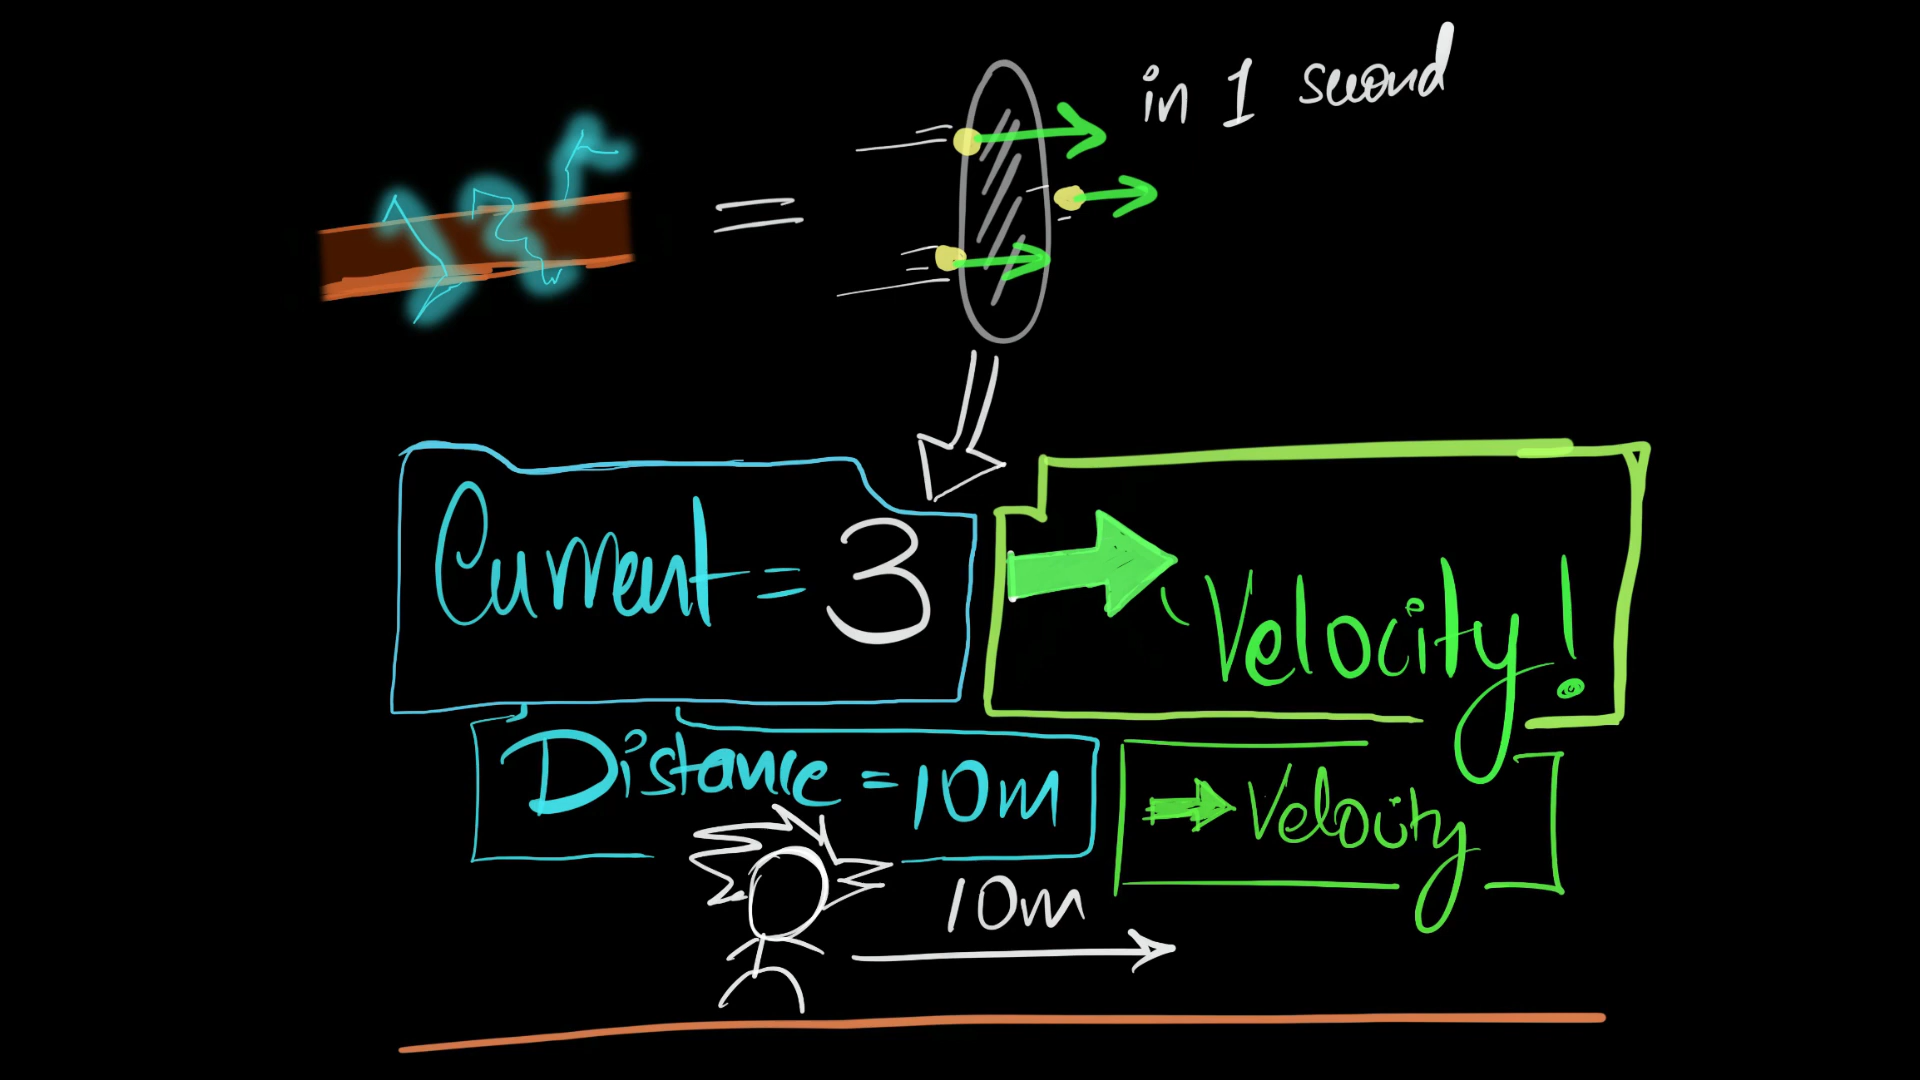 in 1 second
=
Current = 3
Velocity!
Distance = 10m
Velocity
10m